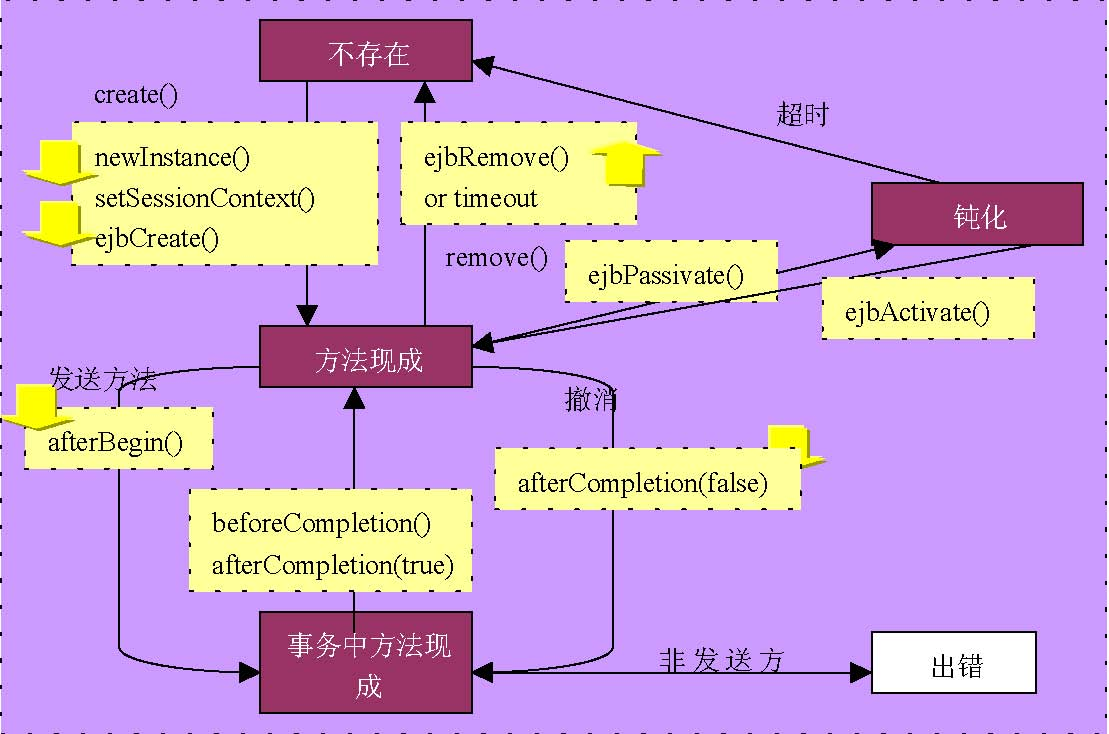 不存在
create()
超时
newInstance()
setSessionContext()
ejbCreate()
ejbRemove()
or timeout
钝化
remove()
ejbPassivate()
ejbActivate()
方法现成
发送方法
撤消
afterBegin()
afterCompletion(false)
beforeCompletion()
afterCompletion(true)
事务中方法现
成
非发送方
出错